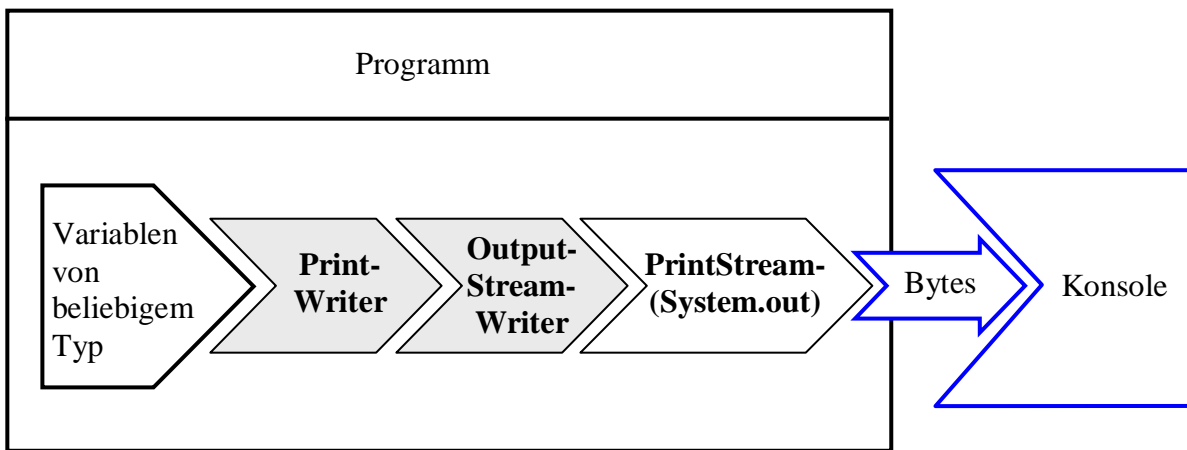 Programm
Variablen
von
beliebigem
Typ
Print-
Writer
Output-
Stream-
Writer
PrintStream-
(System.out)
Bytes
Konsole